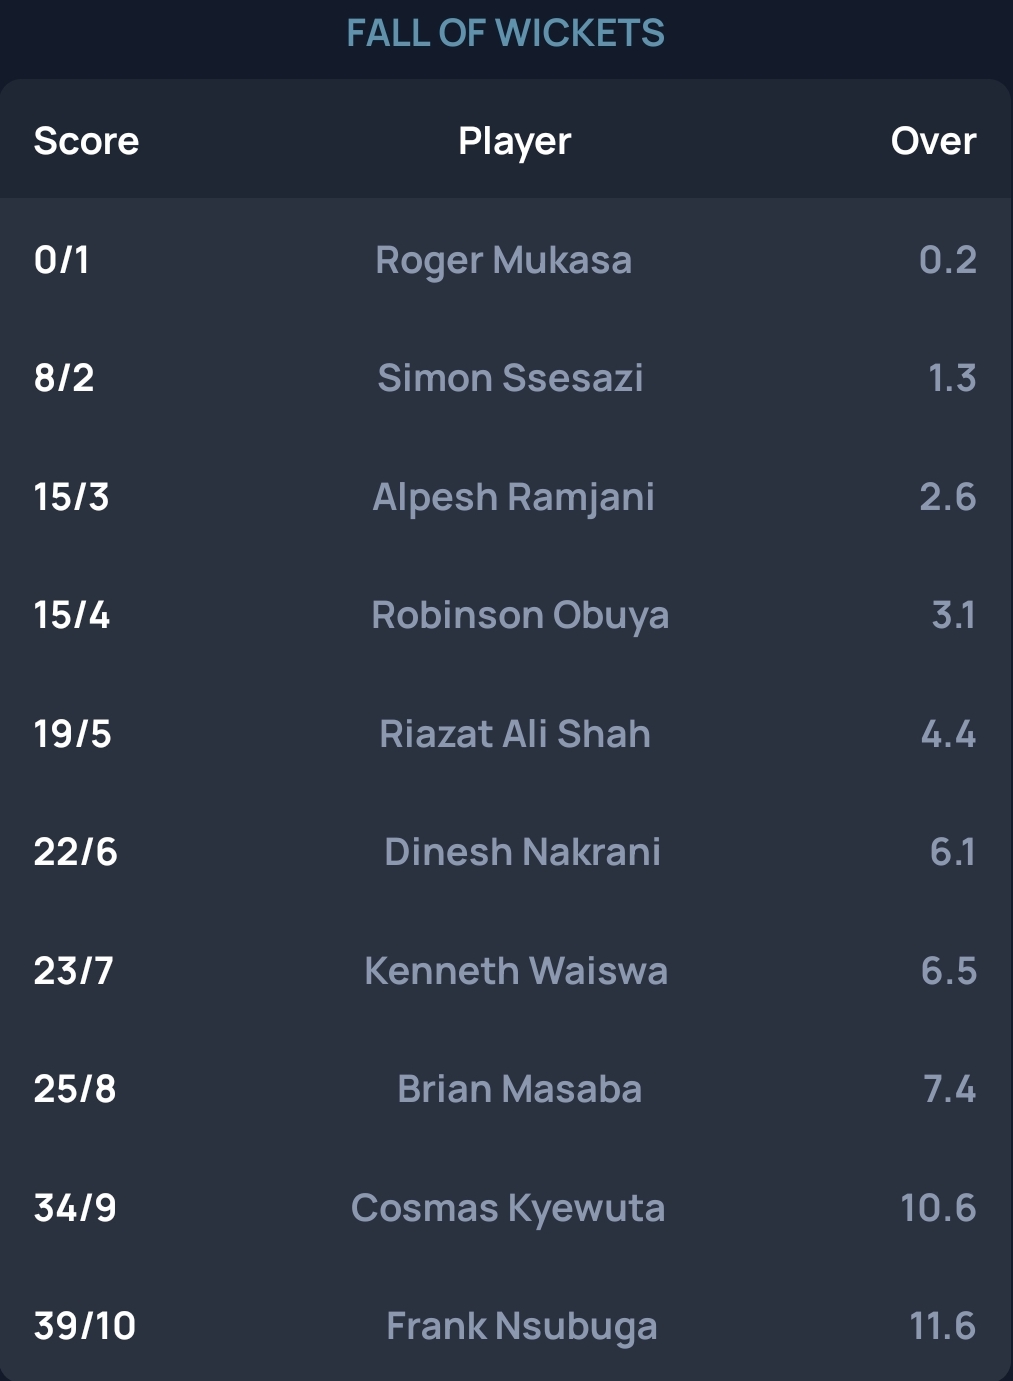 FALL OF WICKETS
Score Player Over
0/1 Roger Mukasa 0.2
8/2 Simon Ssesazi 1.3
15/3 Alpesh Ramjani 2.6
15/4 Robinson Obuya 3.1
19/5 Riazat Ali Shah 4.4
22/6 Dinesh Nakrani 6.1
23/7 Kenneth Waiswa 6.5
25/8 Brian Masaba 7.4
34/9 Cosmas Kyewuta 10.6
39/10 Frank Nsubuga 11.6